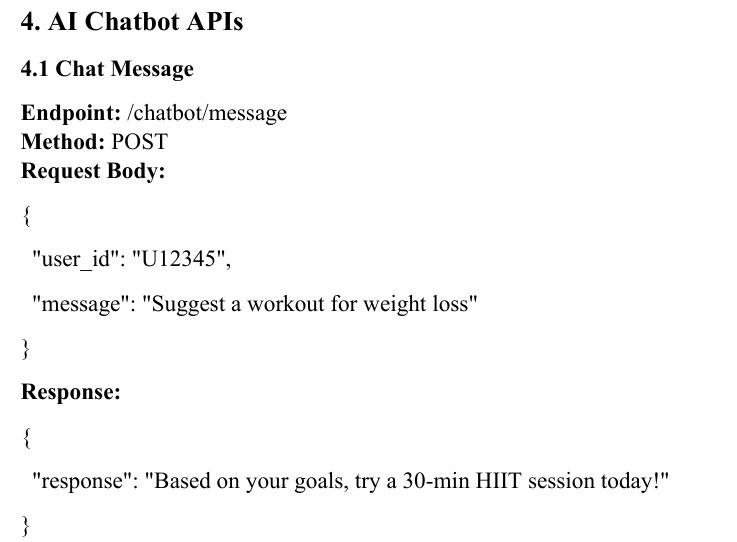 4. AI Chatbot APIs
4.1 Chat Message
Endpoint: /chatbot/message
Method: POST
Request Body:
{
"user_id": "U12345",
"message": "Suggest a workout for weight loss"
}
Response:
{
"response": "Based on your goals, try a 30-min HIIT session today!"
}